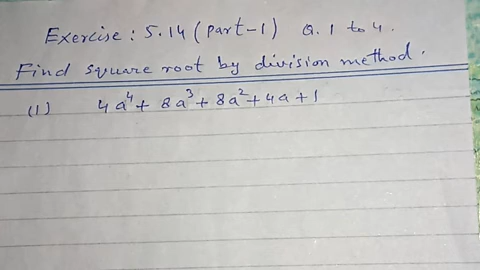 Exercise: 5.14 (Part-1) Q. 1 to 4.
Find square root by division method.
(1) 4a⁴ + 8a³ + 8a² + 4a + 1